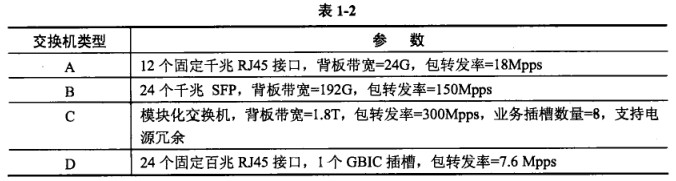 表 1-2
交换机类型 参 数
A 12 个固定千兆 RJ45 接口，背板带宽=24G，包转发率=18Mpps
B 24 个千兆 SFP，背板带宽=192G，包转发率=150Mpps
C 模块化交换机，背板带宽=1.8T，包转发率=300Mpps，业务插槽数量=8，支持电
源冗余
D 24 个固定百兆 RJ45 接口，1 个 GBIC 插槽，包转发率=7.6 Mpps